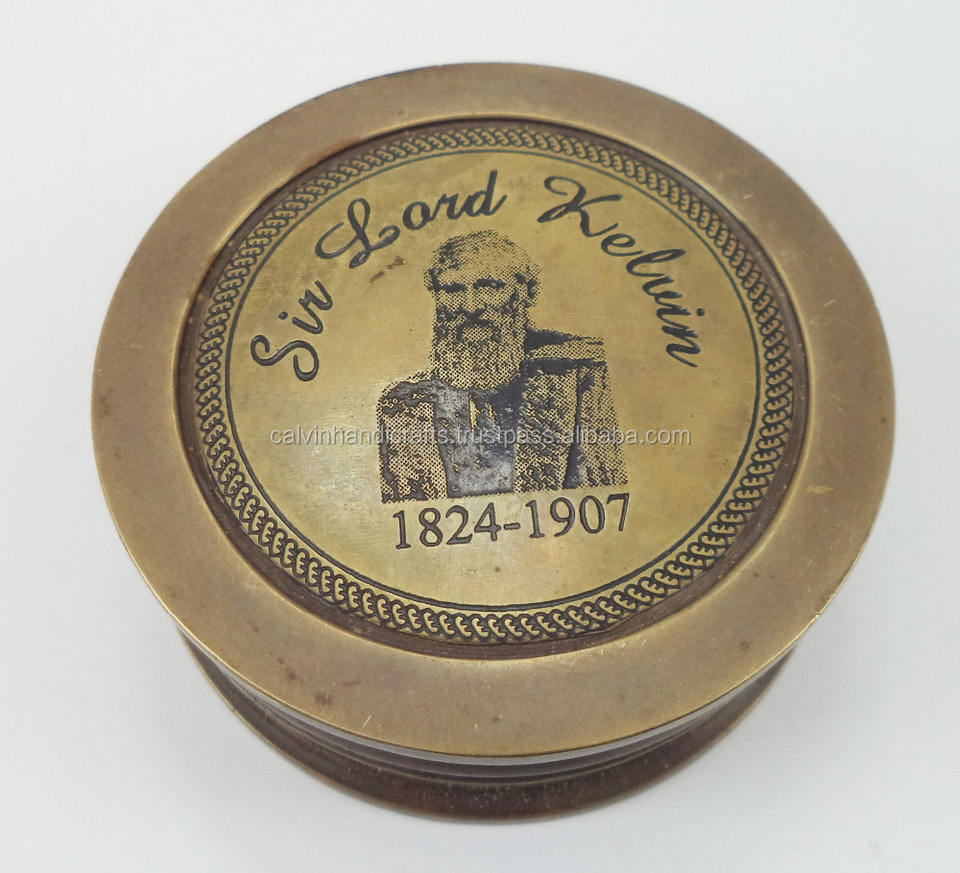 Sir Lord Kelvin
calvinhandicrafts.trustpass.alibaba.com
1824-1907